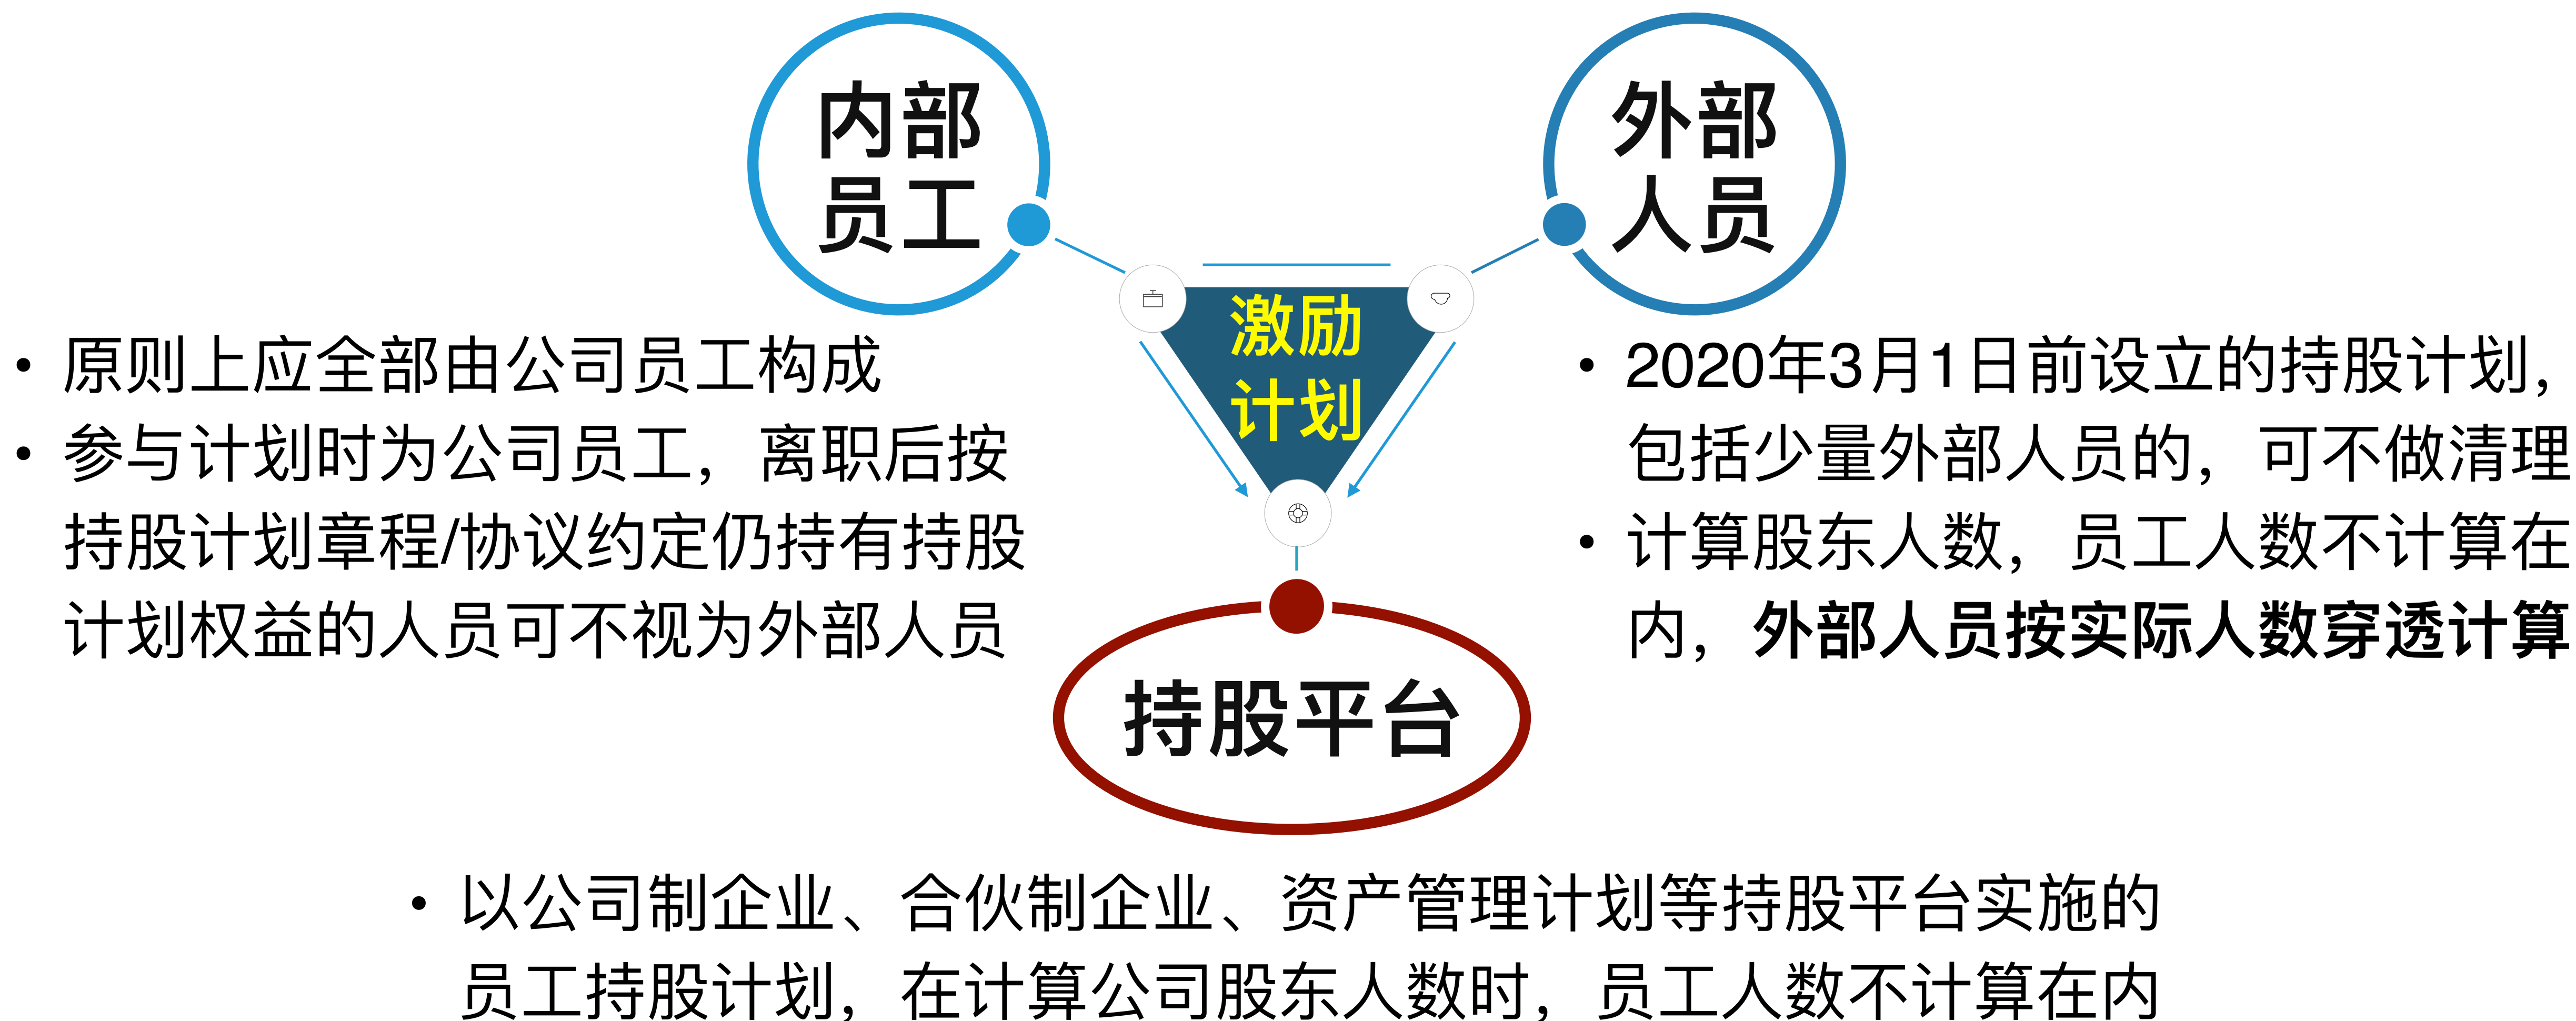 内部
员工
外部
人员
激励
计划
• 原则上应全部由公司员工构成
• 参与计划时为公司员工，离职后按
持股计划章程/协议约定仍持有持股
计划权益的人员可不视为外部人员
• 2020年3月1日前设立的持股计划，
包括少量外部人员的，可不做清理
• 计算股东人数，员工人数不计算在
内，外部人员按实际人数穿透计算
持股平台
• 以公司制企业、合伙制企业、资产管理计划等持股平台实施的
员工持股计划，在计算公司股东人数时，员工人数不计算在内